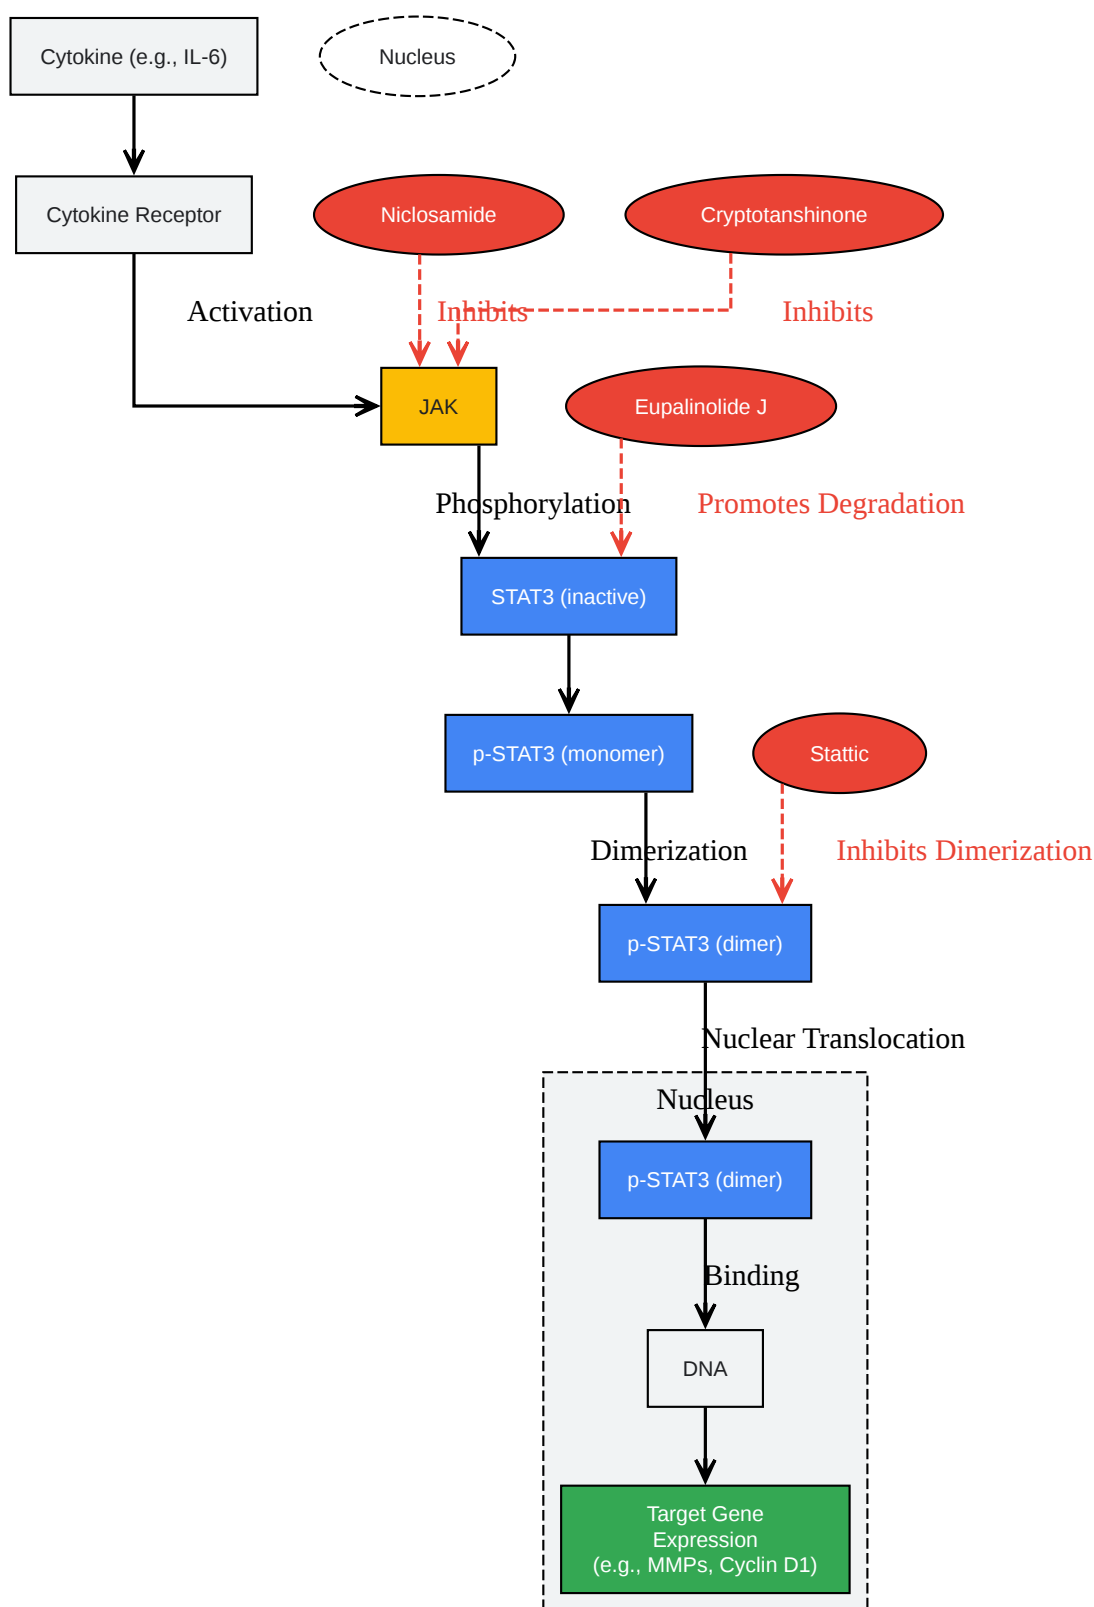 Cytokine (e.g., IL-6)
Nucleus
Cytokine Receptor
Niclosamide
Cryptotanshinone
Activation
Inhibits
Inhibits
JAK
Eupalinolide J
Phosphorylation
Promotes Degradation
STAT3 (inactive)
p-STAT3 (monomer)
Stattic
Dimerization
Inhibits Dimerization
p-STAT3 (dimer)
Nuclear Translocation
Nucleus
p-STAT3 (dimer)
Binding
DNA
Target Gene
Expression
(e.g., MMPs, Cyclin D1)